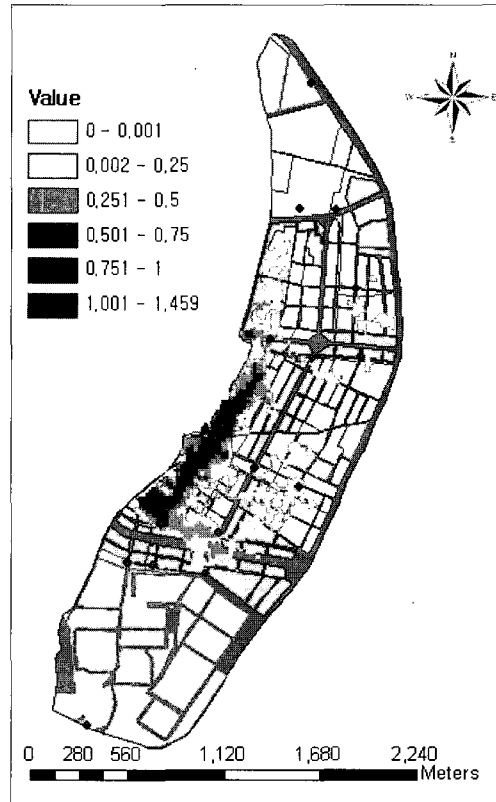 N
W E
S
Value
0 - 0,001
0,002 - 0,25
0,251 - 0,5
0,501 - 0,75
0,751 - 1
1,001 - 1,459
0 280 560 1,120 1,680 2,240
Meters